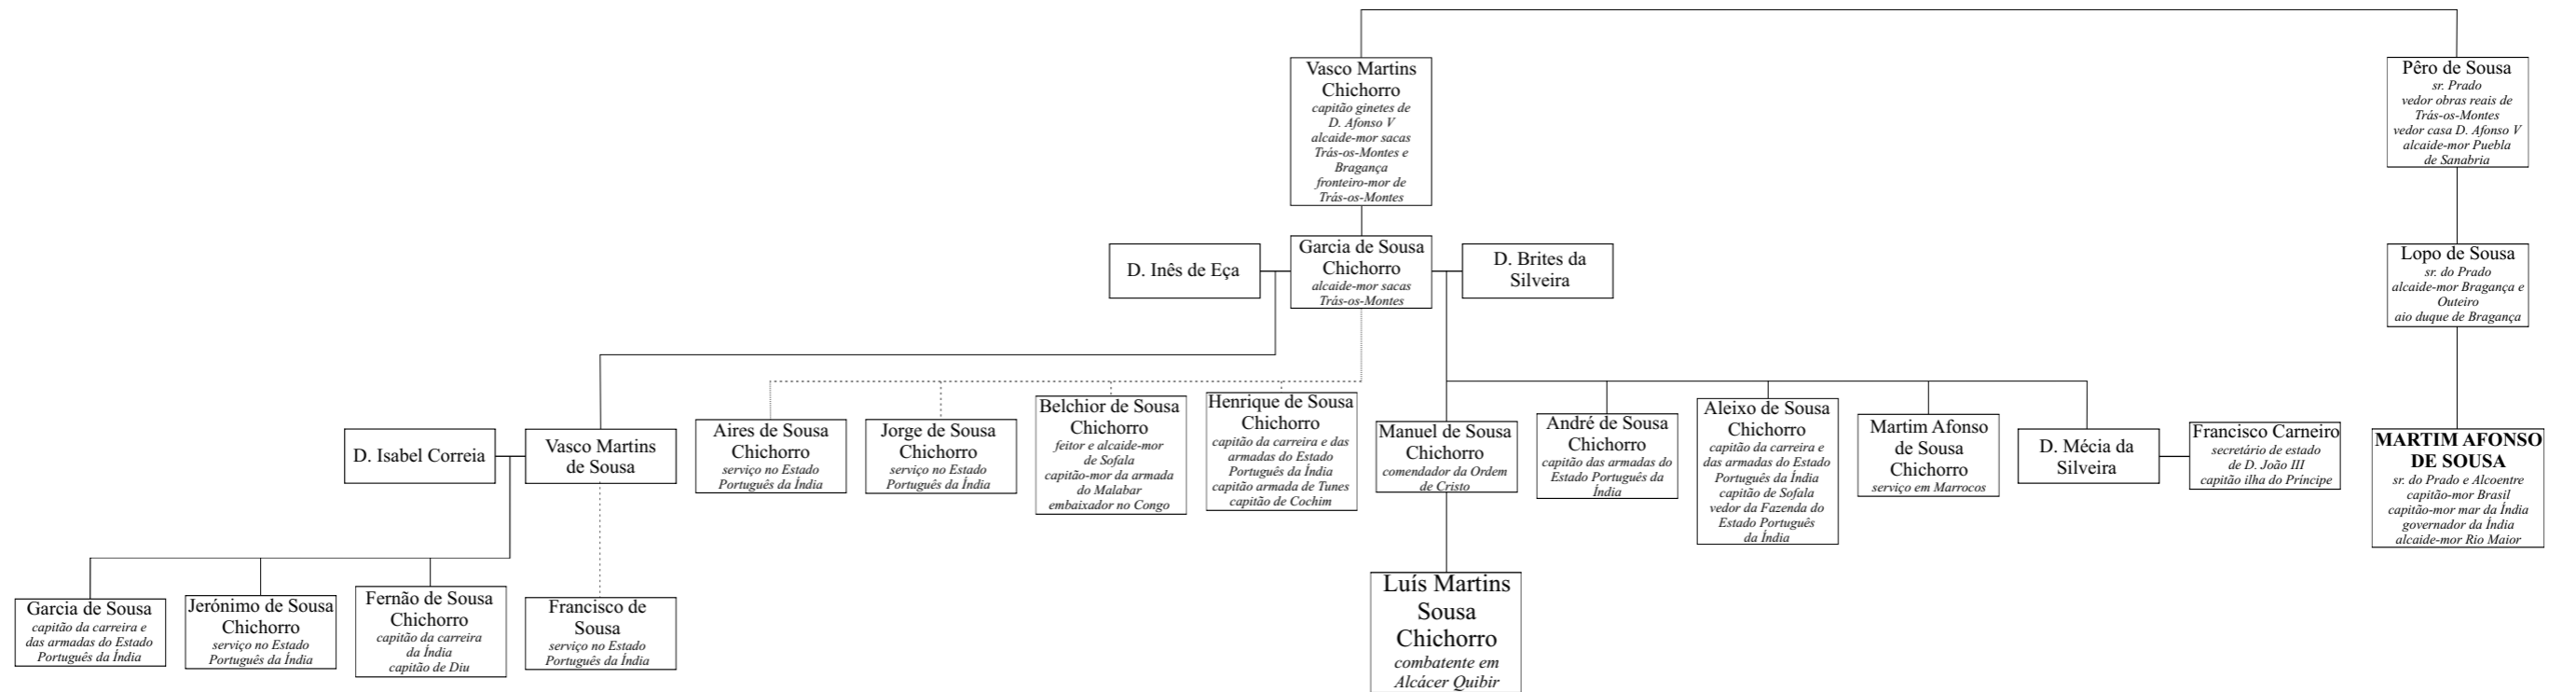 Vasco Martins
Chichorro
capitão ginetes de
D. Afonso V
alcaide-mor sacas
Trás-os-Montes e
Bragança
fronteiro-mor de
Trás-os-Montes
Pêro de Sousa
sr. Prado
vedor obras reais de
Trás-os-Montes
vedor casa D. Afonso V
alcaide-mor Puebla
de Sanabria
D. Inês de Eça
Garcia de Sousa
Chichorro
alcaide-mor sacas
Trás-os-Montes
D. Brites da
Silveira
Lopo de Sousa
sr. do Prado
alcaide-mor Bragança e
Outeiro
aio duque de Bragança
D. Isabel Correia
Vasco Martins
de Sousa
Aires de Sousa
Chichorro
serviço no Estado
Português da Índia
Jorge de Sousa
Chichorro
serviço no Estado
Português da Índia
Belchior de Sousa
Chichorro
feitor e alcaide-mor
de Sofala
capitão-mor da armada
do Malabar
embaixador no Congo
Henrique de Sousa
Chichorro
capitão da carreira e das
armadas do Estado
Português da Índia
capitão armada de Tunes
capitão de Cochim
Manuel de Sousa
Chichorro
comendador da Ordem
de Cristo
André de Sousa
Chichorro
capitão das armadas do
Estado Português da
Índia
Aleixo de Sousa
Chichorro
capitão da carreira e
das armadas do Estado
Português da Índia
capitão de Sofala
vedor da Fazenda do
Estado Português
da Índia
Martim Afonso
de Sousa
Chichorro
serviço em Marrocos
D. Mécia da
Silveira
Francisco Carneiro
secretário de estado
de D. João III
capitão ilha do Príncipe
MARTIM AFONSO
DE SOUSA
sr. do Prado e Alcoentre
capitão-mor Brasil
capitão-mor mar da Índia
governador da Índia
alcaide-mor Rio Maior
Garcia de Sousa
capitão da carreira e
das armadas do Estado
Português da Índia
Jerónimo de Sousa
Chichorro
serviço no Estado
Português da Índia
Fernão de Sousa
Chichorro
capitão da carreira
da Índia
capitão de Diu
Francisco de
Sousa
serviço no Estado
Português da Índia
Luís Martins
Sousa
Chichorro
combatente em
Alcácer Quibir